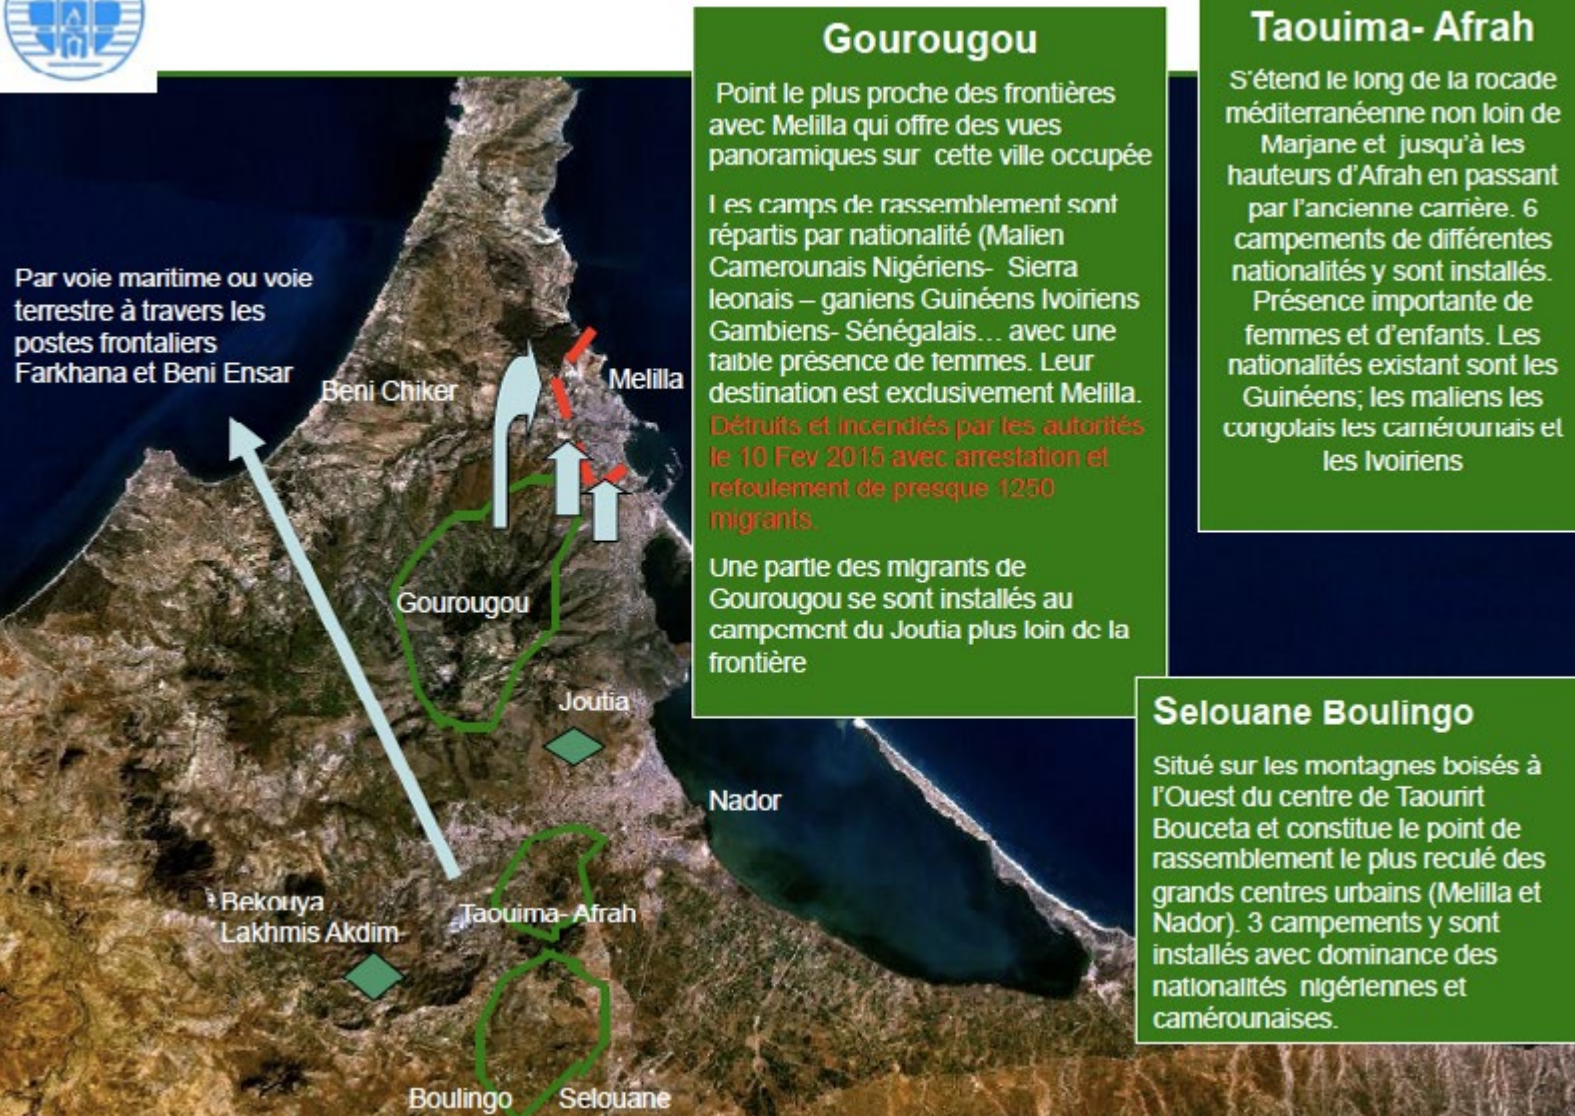 Gourougou
Point le plus proche des frontières
avec Melilla qui offre des vues
panoramiques sur cette ville occupée
Les camps de rassemblement sont
répartis par nationalité (Malien
Camerounais Nigériens- Sierra
leonais – ganiens Guinéens Ivoiriens
Gambiens- Sénégalais... avec une
faible présence de femmes. Leur
destination est exclusivement Melilla.
Détruits et incendiés par les autorités
le 10 Fev 2015 avec arrestation et
refoulement de presque 1250
migrants.
Une partie des migrants de
Gourougou se sont installés au
campement du Joutia plus loin de la
frontière
Taouima- Afrah
S'étend le long de la rocade
méditerranéenne non loin de
Marjane et jusqu'à les
hauteurs d'Afrah en passant
par l'ancienne carrière. 6
campements de différentes
nationalités y sont installés.
Présence importante de
femmes et d'enfants. Les
nationalités existant sont les
Guinéens; les maliens les
congolais les camérounais et
les Ivoiriens
Selouane Boulingo
Situé sur les montagnes boisés à
l'Ouest du centre de Taourirt
Bouceta et constitue le point de
rassemblement le plus reculé des
grands centres urbains (Melilla et
Nador). 3 campements y sont
installés avec dominance des
nationalités nigériennes et
camérounaises.
Par voie maritime ou voie
terrestre à travers les
postes frontaliers
Farkhana et Beni Ensar
Beni Chiker
Melilla
Gourougou
Joutia
Nador
Bekouya
Lakhmis Akdim
Taouima- Afrah
Boulingo
Selouane